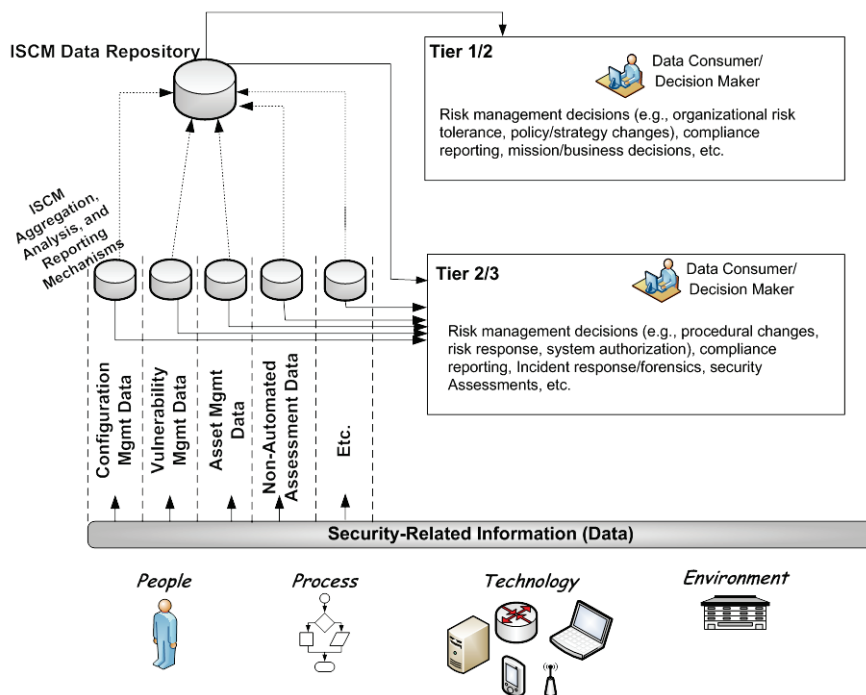 ISCM Data Repository
Tier 1/2
Data Consumer/
Decision Maker
Risk management decisions (e.g., organizational risk
tolerance, policy/strategy changes), compliance
reporting, mission/business decisions, etc.
ISCM
Aggregation,
Analysis, and
Reporting
Mechanisms
Tier 2/3
Data Consumer/
Decision Maker
Risk management decisions (e.g., procedural changes,
risk response, system authorization), compliance
reporting, Incident response/forensics, security
Assessments, etc.
Configuration
Mgmt Data
Vulnerability
Mgmt Data
Asset Mgmt
Data
Non-Automated
Assessment Data
Etc.
Security-Related Information (Data)
People
Process
Technology
Environment